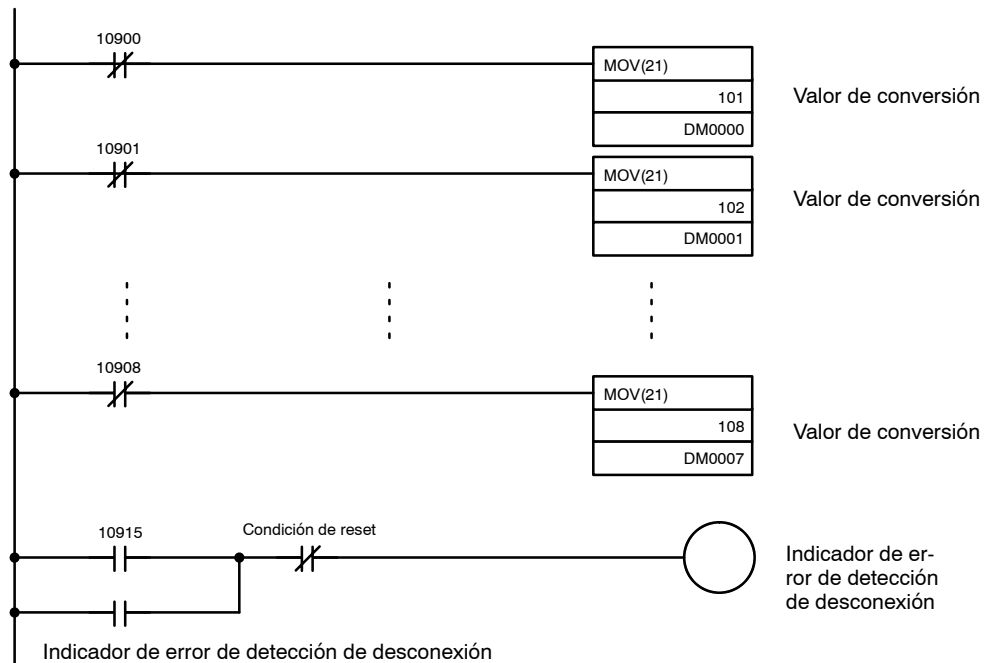 10900
MOV(21)
101
DM0000
Valor de conversión
10901
MOV(21)
102
DM0001
Valor de conversión
10908
MOV(21)
108
DM0007
Valor de conversión
10915
Condición de reset
Indicador de er-
ror de detección
de desconexión
Indicador de error de detección de desconexión